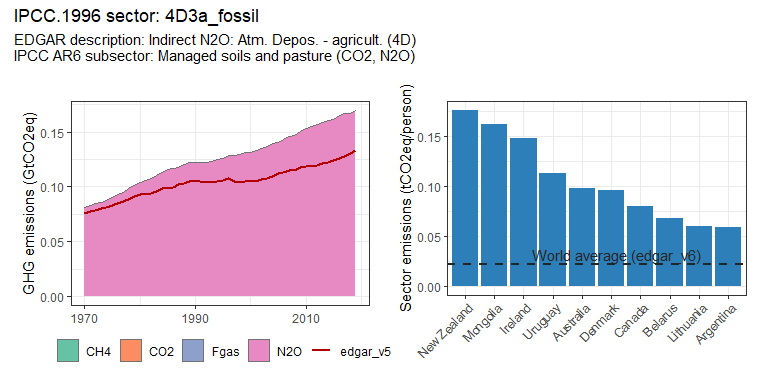 IPCC.1996 sector: 4D3a_fossil
EDGAR description: Indirect N2O: Atm. Depos. - agricult. (4D)
IPCC AR6 subsector: Managed soils and pasture (CO2, N2O)
GHG emissions (GtCO2eq)
0.15
0.10
0.05
0.00
1970
1990
2010
CH4
CO2
Fgas
N2O
edgar_v5
Sector emissions (tCO2eq/person)
0.15
0.10
0.05
0.00
World average (edgar_v6)
New Zealand
Mongolia
Ireland
Uruguay
Australia
Denmark
Canada
Belarus
Lithuania
Argentina